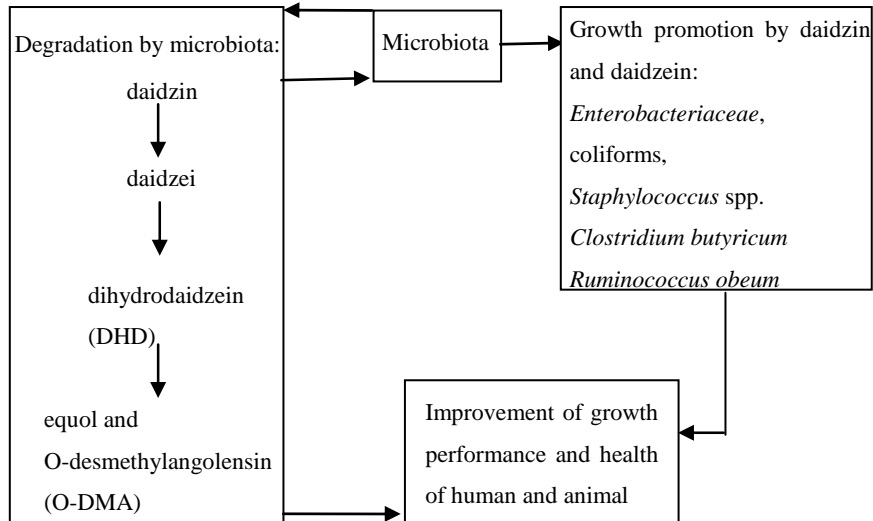 Degradation by microbiota:
daidzin
daidzei
dihydrodaidzein
(DHD)
equol and
O-desmethylangolensin
(O-DMA)
Microbiota
Growth promotion by daidzin
and daidzein:
Enterobacteriaceae,
coliforms,
Staphylococcus spp.
Clostridium butyricum
Ruminococcus obeum
Improvement of growth
performance and health
of human and animal